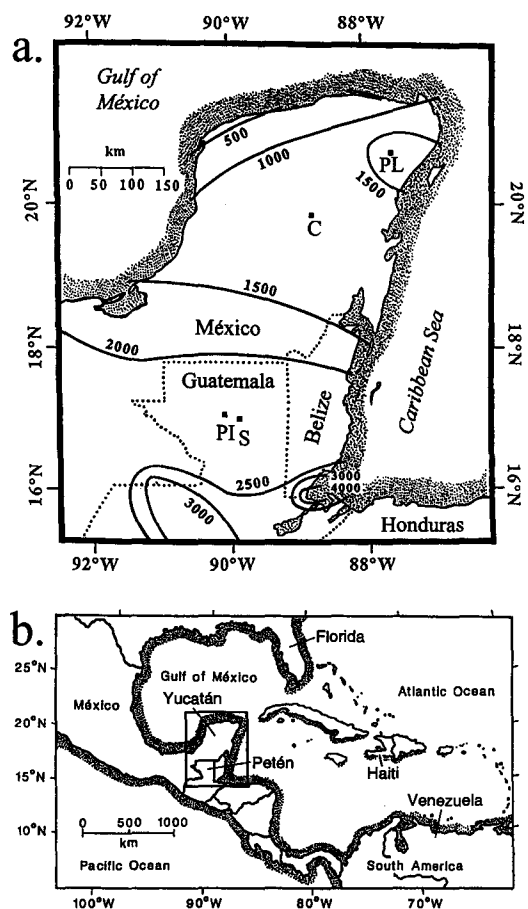 92°W 90°W 88°W
a.
Gulf of
México
500
1000
km
0 50 100 150
PL
1500
20°N 20°N
C
1500
México
18°N 18°N
2000
Guatemala
Belize
Caribbean Sea
PI S
2500
3000
4000
16°N 16°N
3000
Honduras
92°W 90°W 88°W
b.
Florida
25°N
Gulf of México
Atlantic Ocean
México
Yucatán
20°N
Petén
Haiti
15°N
Venezuela
0 500 1000
km
10°N
Pacific Ocean
South America
100°W 90°W 80°W 70°W